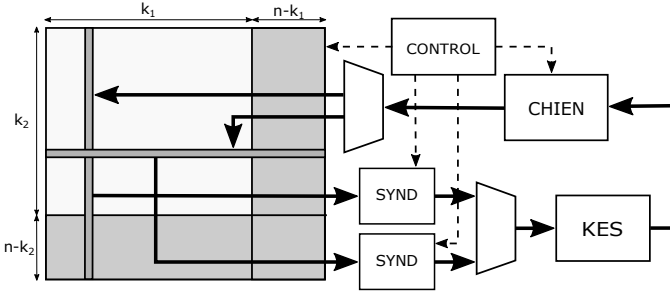 k1 n-k1
CONTROL
k2
CHIEN
SYND
n-k2
KES
SYND